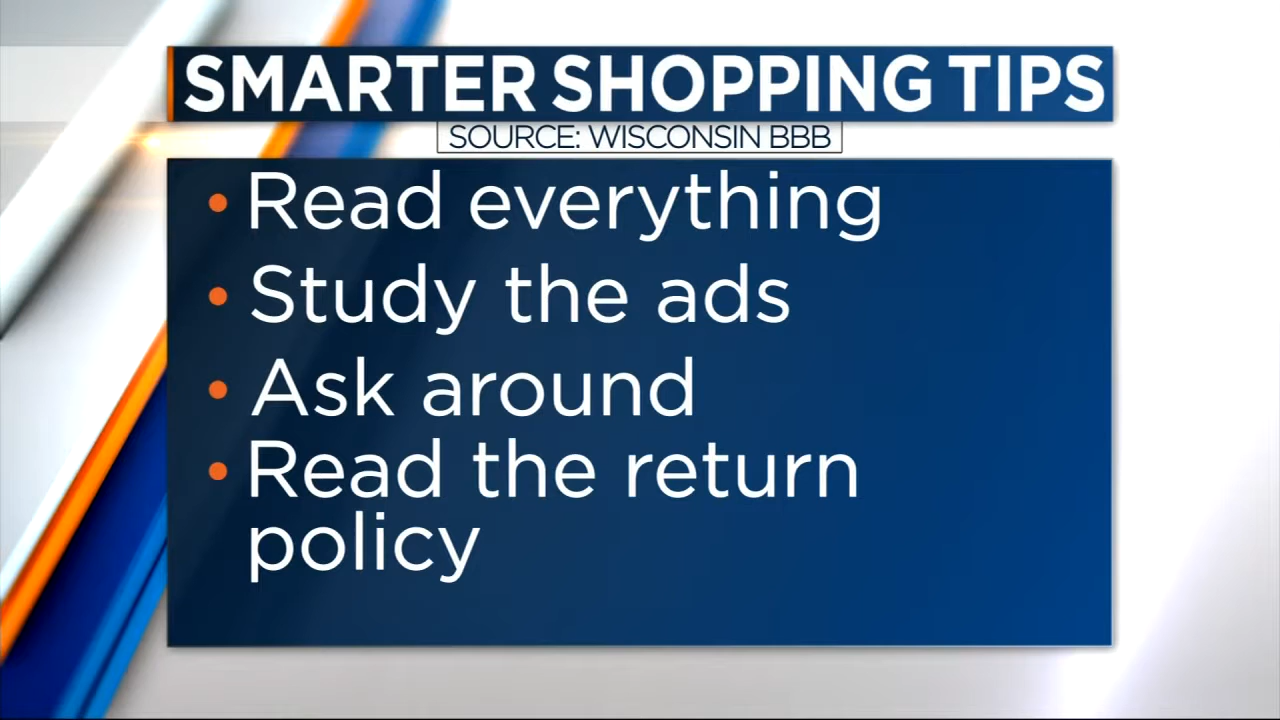 SMARTER SHOPPING TIPS
SOURCE: WISCONSIN BBB
• Read everything
• Study the ads
• Ask around
• Read the return
policy